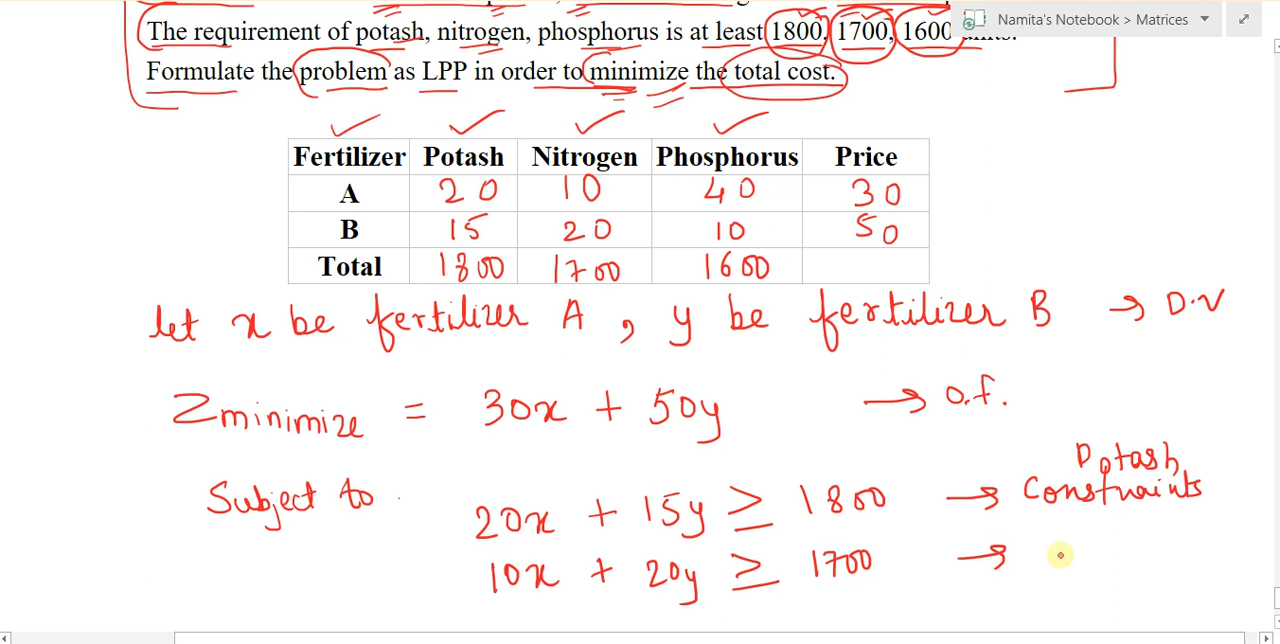 Namita's Notebook > Matrices
The requirement of potash, nitrogen, phosphorus is at least 1800, 1700, 1600 units.
Formulate the problem as LPP in order to minimize the total cost.
Fertilizer Potash Nitrogen Phosphorus Price
A 20 10 40 30
B 15 20 10 50
Total 1800 1700 1600
let x be fertilizer A , y be fertilizer B → D.V
Zminimize = 30x + 50y → O.f.
Subject to 20x + 15y ≥ 1800 → Potash Constraints
10x + 20y ≥ 1700 →